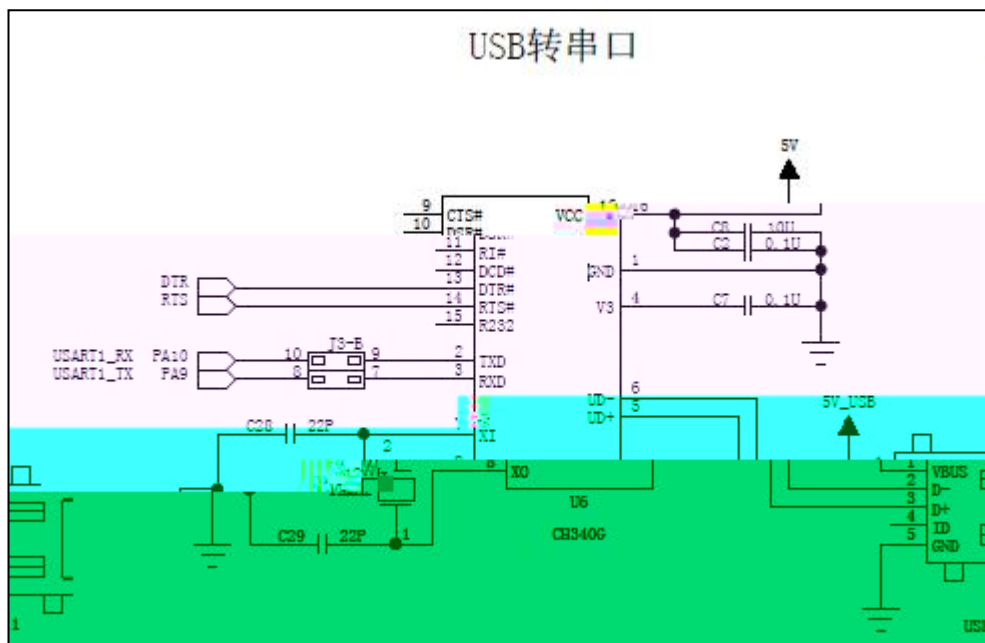 USB转串口
5V
9 CTS# VCC
10
11 RI# C8 10U
12 DCD# C2 0.1U
DTR 13 DTR# GND 1
RTS 14 RTS# V3 4 C7 0.1U
15 R232
J3-B
USART1_RX PA10 10 9 2 TXD
USART1_TX PA9 8 7 3 RXD
UD- 6
UD+ 5
5V_USB
C28 22P XI
2
8 XO
1 VBUS
2 D-
3 D+
4 ID
5 GND
U6
CH340G
C29 22P 1
1